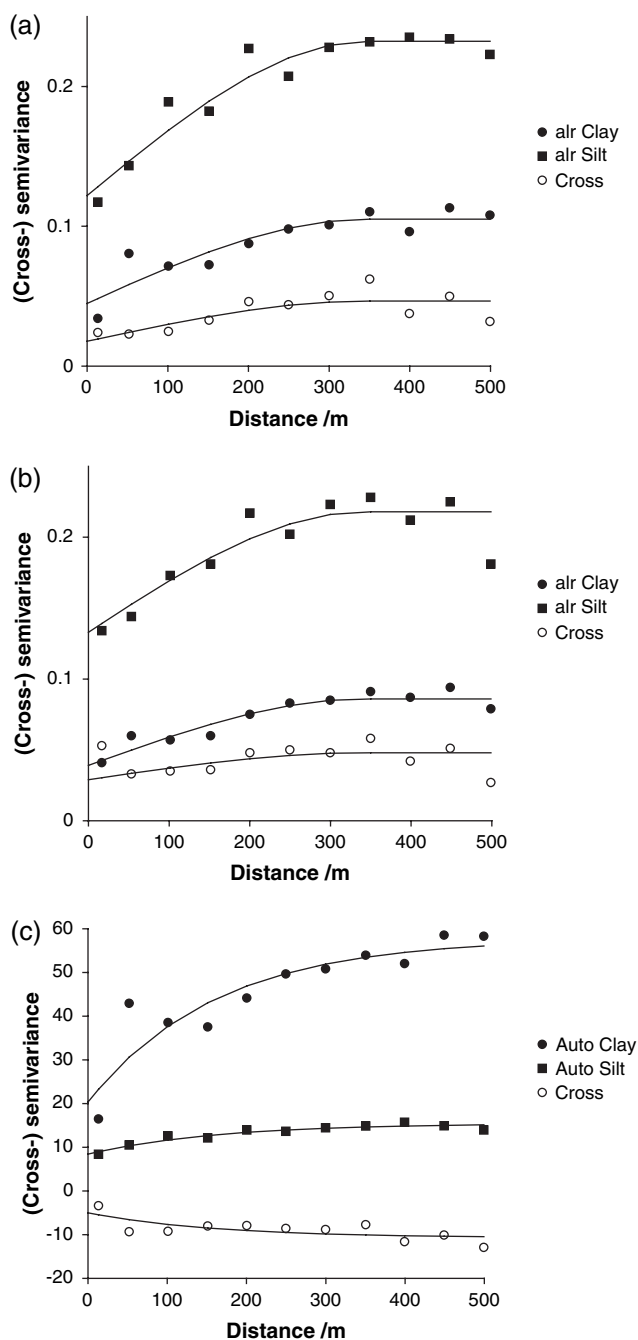 (a)
(Cross-) semivariance
0.2
0.1
0
0 100 200 300 400 500
Distance /m
alr Clay
alr Silt
Cross
(b)
(Cross-) semivariance
0.2
0.1
0
0 100 200 300 400 500
Distance /m
alr Clay
alr Silt
Cross
(c)
(Cross-) semivariance
60
50
40
30
20
10
0
-10
-20
0 100 200 300 400 500
Distance /m
Auto Clay
Auto Silt
Cross